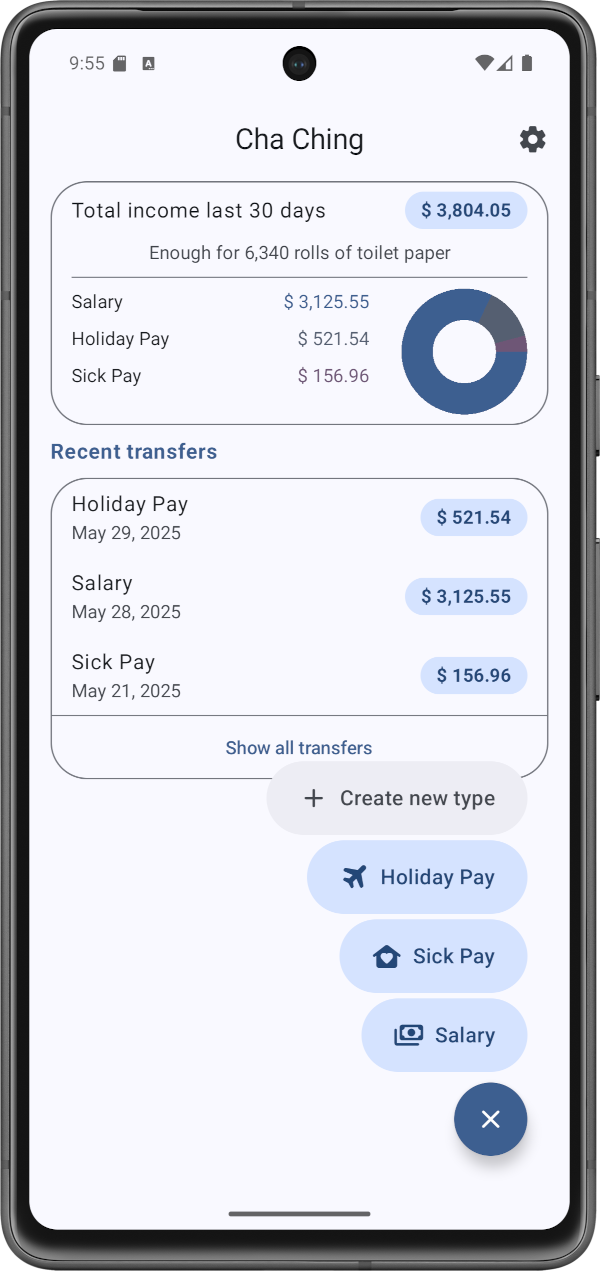 9:55
Cha Ching
Total income last 30 days $ 3,804.05
Enough for 6,340 rolls of toilet paper
Salary $ 3,125.55
Holiday Pay $ 521.54
Sick Pay $ 156.96
Recent transfers
Holiday Pay
May 29, 2025
$ 521.54
Salary
May 28, 2025
$ 3,125.55
Sick Pay
May 21, 2025
$ 156.96
Show all transfers
Create new type
Holiday Pay
Sick Pay
Salary